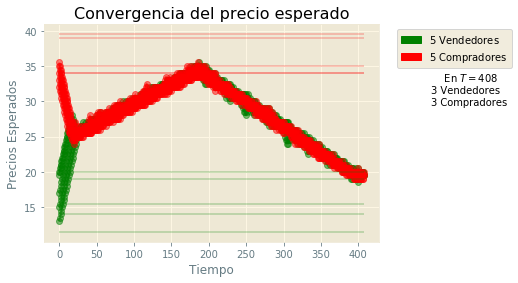 Convergencia del precio esperado
Precios Esperados
40
35
30
25
20
15
0 50 100 150 200 250 300 350 400
Tiempo
5 Vendedores
5 Compradores
En T = 408
3 Vendedores
3 Compradores